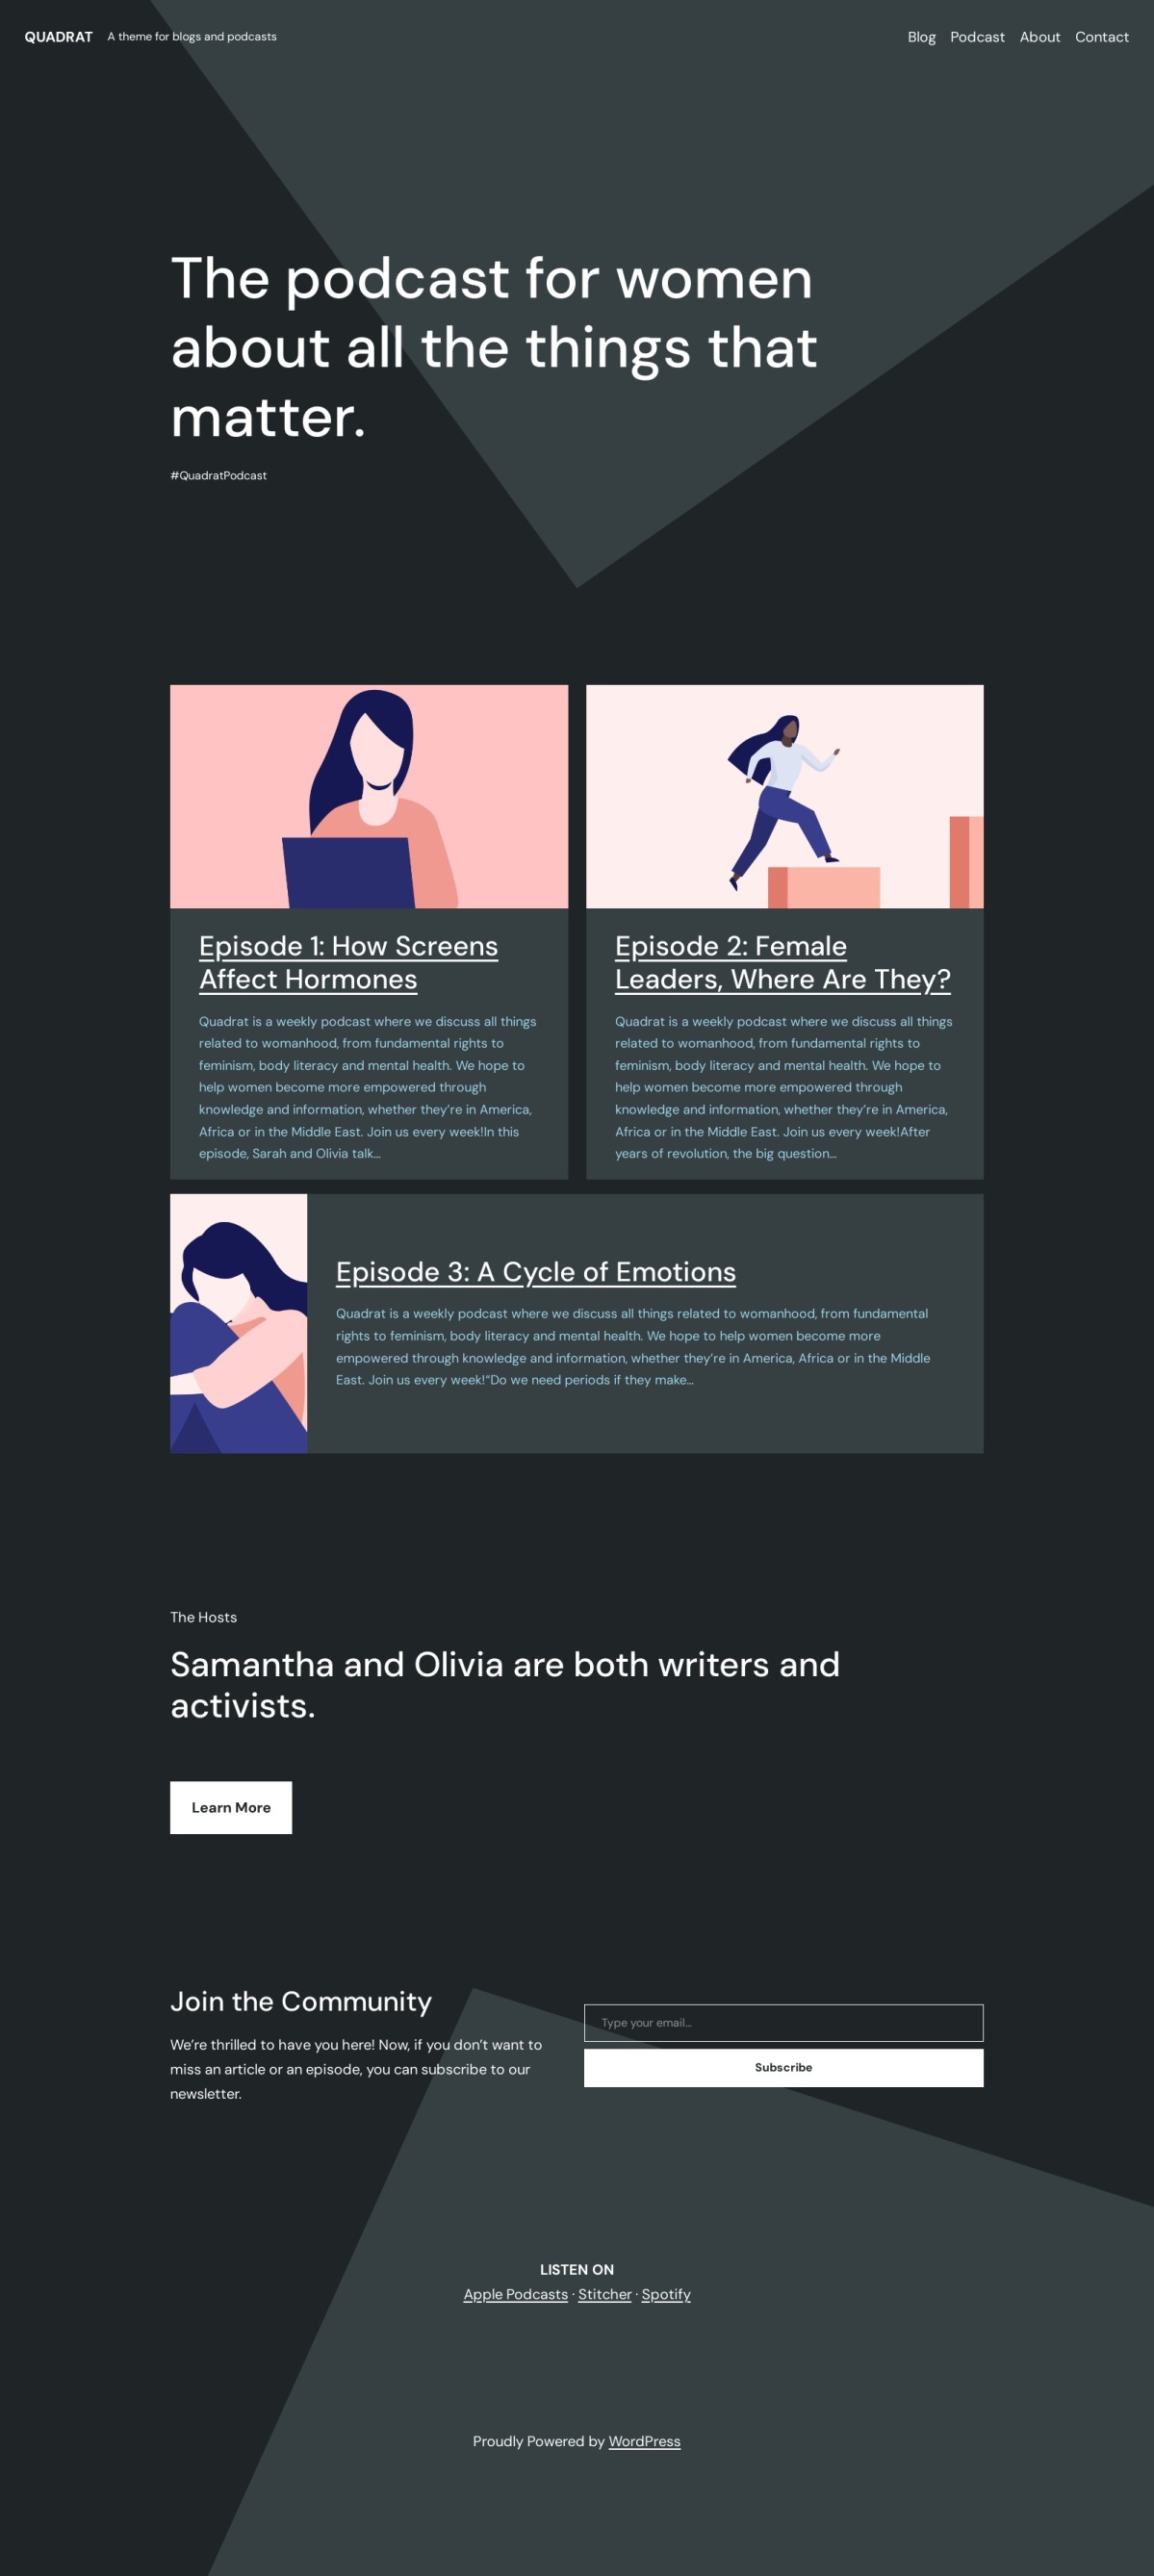 QUADRAT A theme for blogs and podcasts Blog Podcast About Contact
The podcast for women
about all the things that
matter.
#QuadratPodcast
Episode 1: How Screens
Affect Hormones
Quadrat is a weekly podcast where we discuss all things
related to womanhood, from fundamental rights to
feminism, body literacy and mental health. We hope to
help women become more empowered through
knowledge and information, whether they’re in America,
Africa or in the Middle East. Join us every week!In this
episode, Sarah and Olivia talk…
Episode 2: Female
Leaders, Where Are They?
Quadrat is a weekly podcast where we discuss all things
related to womanhood, from fundamental rights to
feminism, body literacy and mental health. We hope to
help women become more empowered through
knowledge and information, whether they’re in America,
Africa or in the Middle East. Join us every week!After
years of revolution, the big question…
Episode 3: A Cycle of Emotions
Quadrat is a weekly podcast where we discuss all things related to womanhood, from fundamental
rights to feminism, body literacy and mental health. We hope to help women become more
empowered through knowledge and information, whether they’re in America, Africa or in the Middle
East. Join us every week!“Do we need periods if they make…
The Hosts
Samantha and Olivia are both writers and
activists.
Learn More
Join the Community
We’re thrilled to have you here! Now, if you don’t want to
miss an article or an episode, you can subscribe to our
newsletter.
Type your email…
Subscribe
LISTEN ON
Apple Podcasts · Stitcher · Spotify
Proudly Powered by WordPress